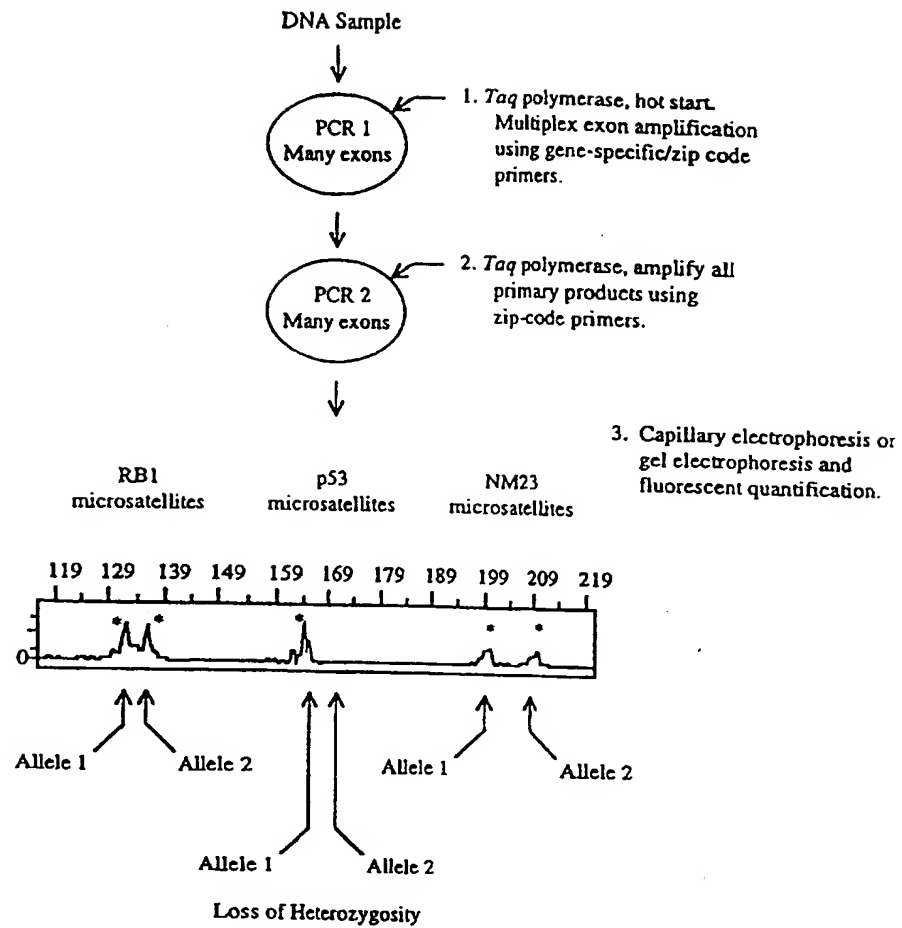 DNA Sample
PCR 1
Many exons
1. Taq polymerase, hot start.
Multiplex exon amplification
using gene-specific/zip code
primers.
PCR 2
Many exons
2. Taq polymerase, amplify all
primary products using
zip-code primers.
3. Capillary electrophoresis or
gel electrophoresis and
fluorescent quantification.
RB1
microsatellites
p53
microsatellites
NM23
microsatellites
119 129 139 149 159 169 179 189 199 209 219
* * * * *
0
Allele 1 Allele 2 Allele 1 Allele 2
Allele 1 Allele 2
Loss of Heterozygosity